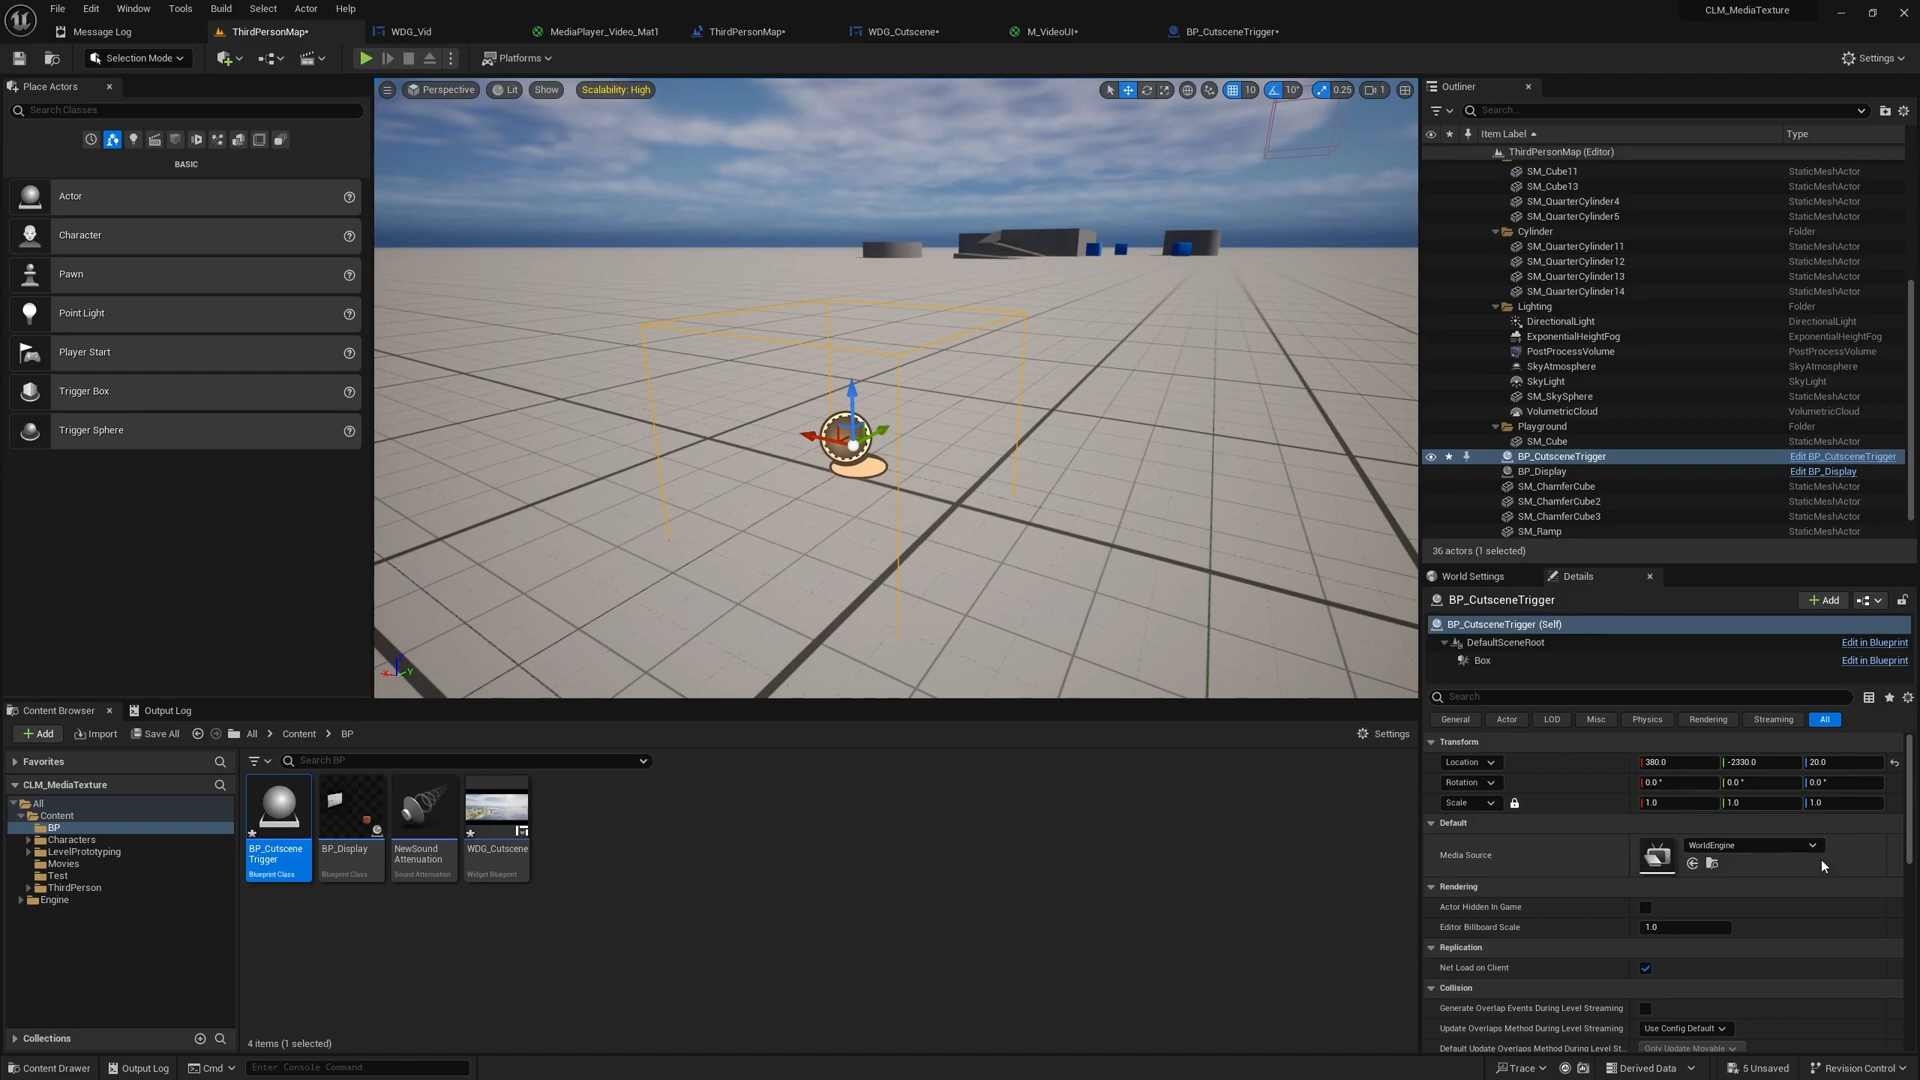 File Edit Window Tools Build Select Actor Help
CLM_MediaTexture
Message Log
ThirdPersonMap•
WDG_Vid
MediaPlayer_Video_Mat1
ThirdPersonMap•
WDG_Cutscene•
M_VideoUI•
BP_CutsceneTrigger•
Selection Mode
Platforms
Settings
Place Actors
Search Classes
BASIC
Actor
Character
Pawn
Point Light
Player Start
Trigger Box
Trigger Sphere
Perspective
Lit
Show
Scalability: High
10
10°
0.25
1
Outliner
Search...
Item Label
Type
ThirdPersonMap (Editor)
SM_Cube11 StaticMeshActor
SM_Cube13 StaticMeshActor
SM_QuarterCylinder4 StaticMeshActor
SM_QuarterCylinder5 StaticMeshActor
Cylinder Folder
SM_QuarterCylinder11 StaticMeshActor
SM_QuarterCylinder12 StaticMeshActor
SM_QuarterCylinder13 StaticMeshActor
SM_QuarterCylinder14 StaticMeshActor
Lighting Folder
DirectionalLight DirectionalLight
ExponentialHeightFog ExponentialHeightFog
PostProcessVolume PostProcessVolume
SkyAtmosphere SkyAtmosphere
SkyLight SkyLight
SM_SkySphere StaticMeshActor
VolumetricCloud VolumetricCloud
Playground Folder
SM_Cube StaticMeshActor
BP_CutsceneTrigger Edit BP_CutsceneTrigger
BP_Display Edit BP_Display
SM_ChamferCube StaticMeshActor
SM_ChamferCube2 StaticMeshActor
SM_ChamferCube3 StaticMeshActor
SM_Ramp StaticMeshActor
36 actors (1 selected)
World Settings
Details
BP_CutsceneTrigger
Add
BP_CutsceneTrigger (Self)
DefaultSceneRoot Edit in Blueprint
Box Edit in Blueprint
Search
General Actor LOD Misc Physics Rendering Streaming All
Transform
Location 380.0 -2330.0 20.0
Rotation 0.0 ° 0.0 ° 0.0 °
Scale 1.0 1.0 1.0
Default
Media Source
WorldEngine
Rendering
Actor Hidden In Game
Editor Billboard Scale 1.0
Replication
Net Load on Client
Collision
Generate Overlap Events During Level Streaming
Update Overlaps Method During Level Streaming Use Config Default
Default Update Overlaps Method During Level St... Only Update Movable
Content Browser
Output Log
Add
Import
Save All
All
Content
BP
Settings
Favorites
CLM_MediaTexture
All
Content
BP
Characters
LevelPrototyping
Movies
Test
ThirdPerson
Engine
Collections
Search BP
BP_Cutscene
Trigger
Blueprint Class
BP_Display
Blueprint Class
NewSound
Attenuation
Sound Attenuation
WDG_Cutscene
Widget Blueprint
4 items (1 selected)
Content Drawer
Output Log
Cmd
Enter Console Command
Trace
Derived Data
5 Unsaved
Revision Control